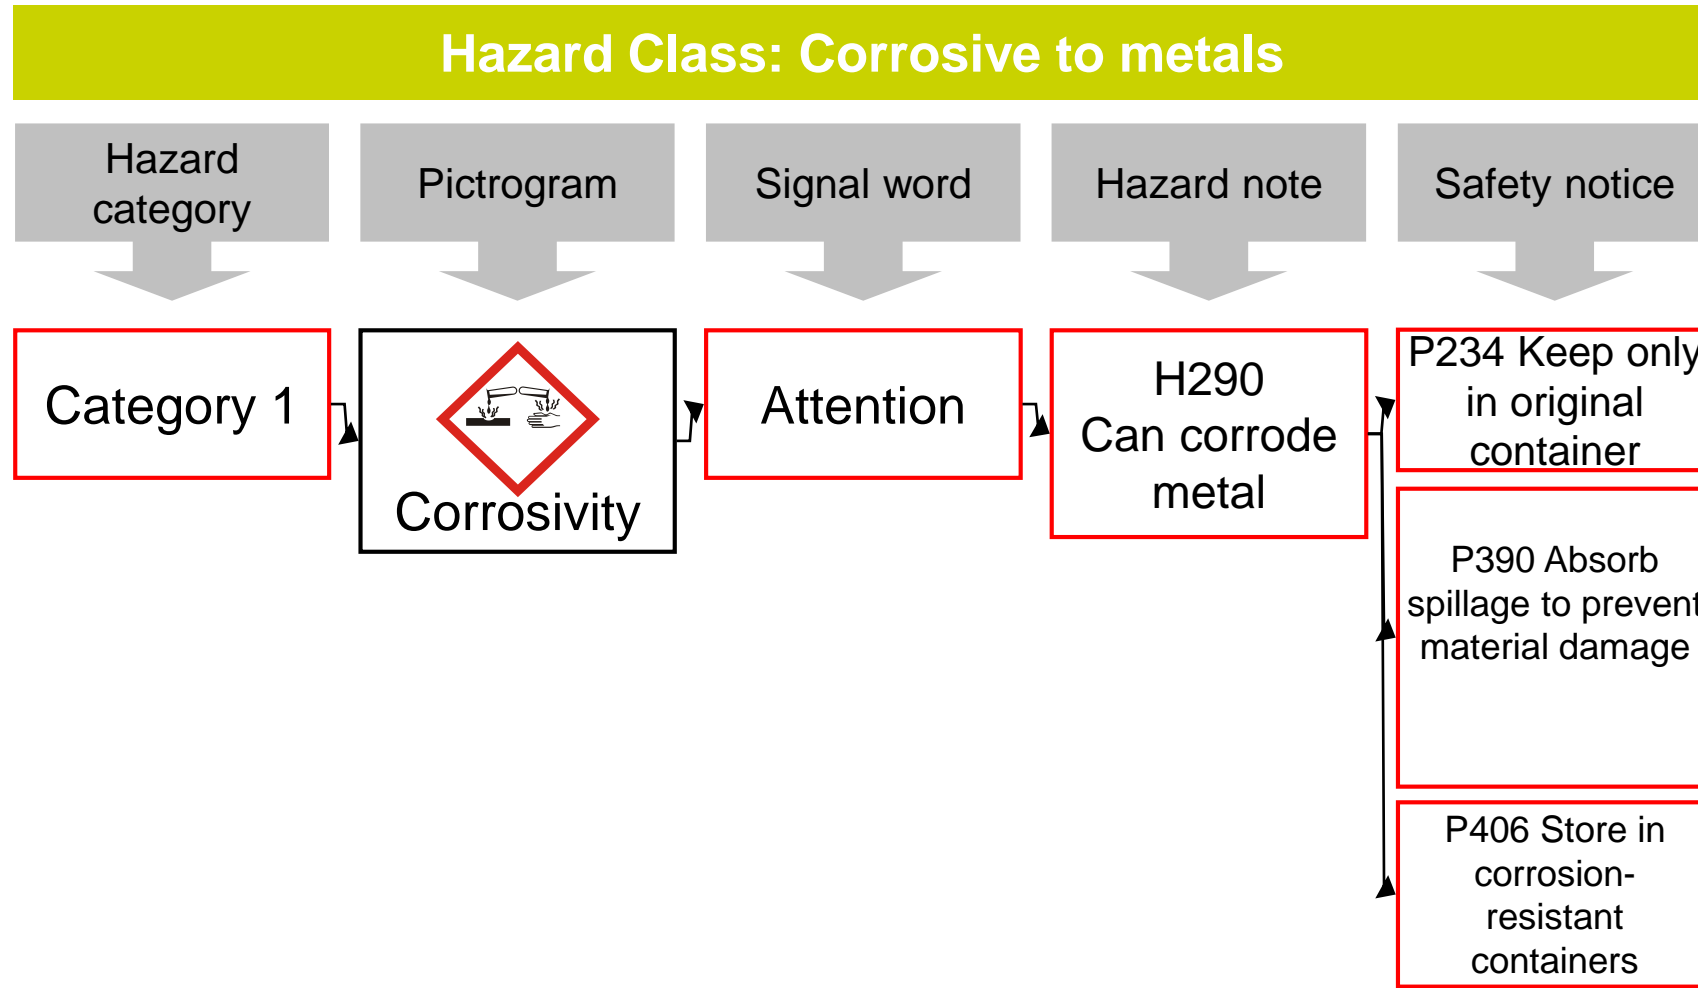 Hazard Class: Corrosive to metals
Hazard
category
Pictrogram
Signal word
Hazard note
Safety notice
Category 1
Corrosivity
Attention
H290
Can corrode
metal
P234 Keep only
in original
container
P390 Absorb
spillage to prevent
material damage
P406 Store in
corrosion-
resistant
containers